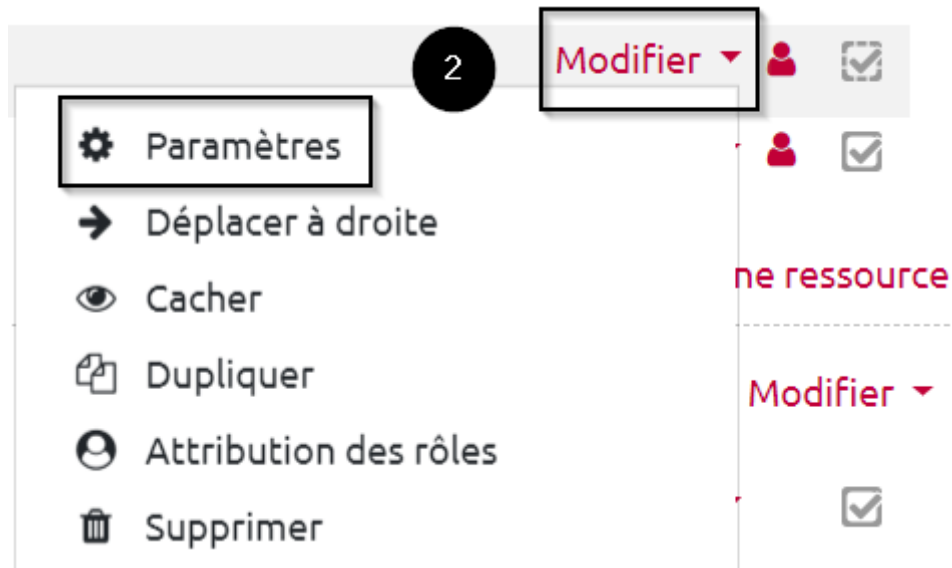 2
Modifier
Paramètres
Déplacer à droite
ne ressource
Cacher
Dupliquer
Modifier
Attribution des rôles
Supprimer